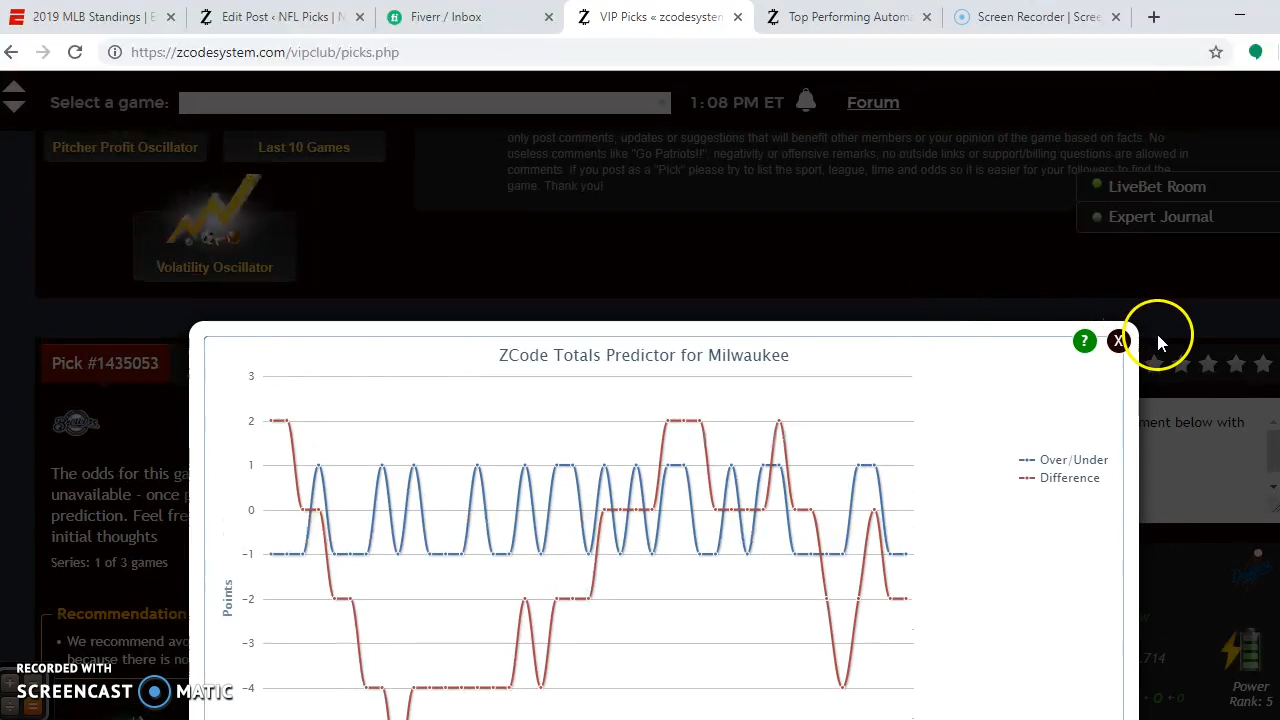 2019 MLB Standings | E
Edit Post ‹ NFL Picks | N
Fiverr / Inbox
VIP Picks « zcodesystem
Top Performing Automa
Screen Recorder | Scree
https://zcodesystem.com/vipclub/picks.php
Select a game:
1:08 PM ET
Forum
Pitcher Profit Oscillator
Last 10 Games
only post comments, updates or suggestions that will benefit other members or your opinion of the game based on facts. No
useless comments like "Go Patriots!!", negativity or offensive remarks, no outside links or support/billing questions are allowed in
comments. If you post as a "Pick" please try to list the sport, league, time and odds so it is easier for your followers to find the
game. Thank you!
LiveBet Room
Expert Journal
Volatility Oscillator
Pick #1435053
ZCode Totals Predictor for Milwaukee
? X
3
2
1
0
-1
-2
-3
-4
Points
Over/Under
Difference
ment below with
The odds for this ga
unavailable - once p
prediction. Feel fre
initial thoughts
Series: 1 of 3 games
Recommendation
• We recommend avo
because there is no
.714
Power
Rank: 5
RECORDED WITH
SCREENCAST MATIC